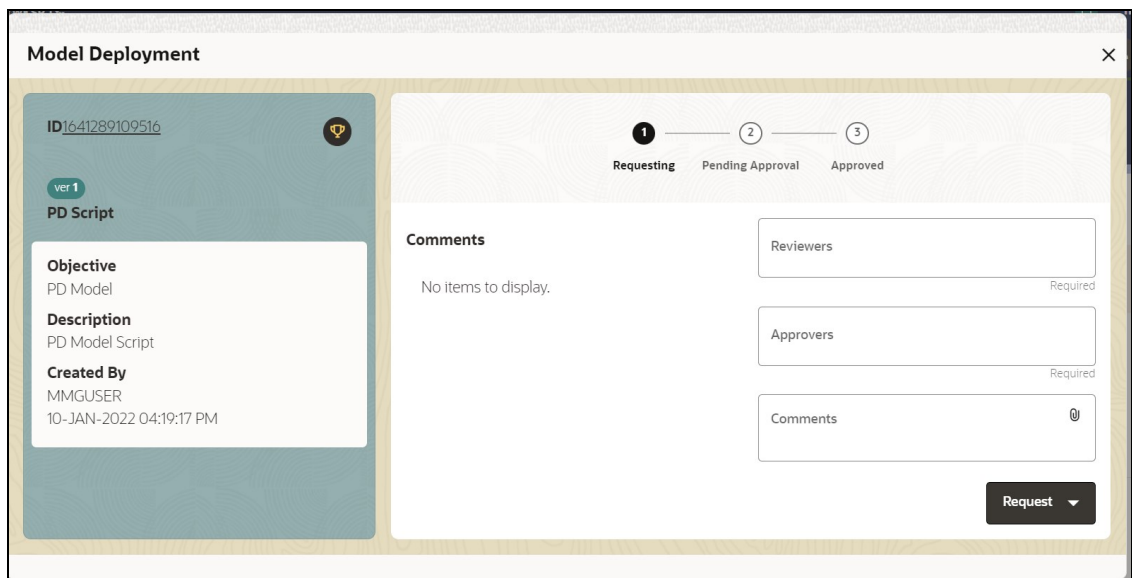 Model Deployment
ID1641289109516
ver 1
PD Script
Objective
PD Model
Description
PD Model Script
Created By
MMGUSER
10-JAN-2022 04:19:17 PM
1
2
3
Requesting
Pending Approval
Approved
Comments
No items to display.
Reviewers
Required
Approvers
Required
Comments
Request